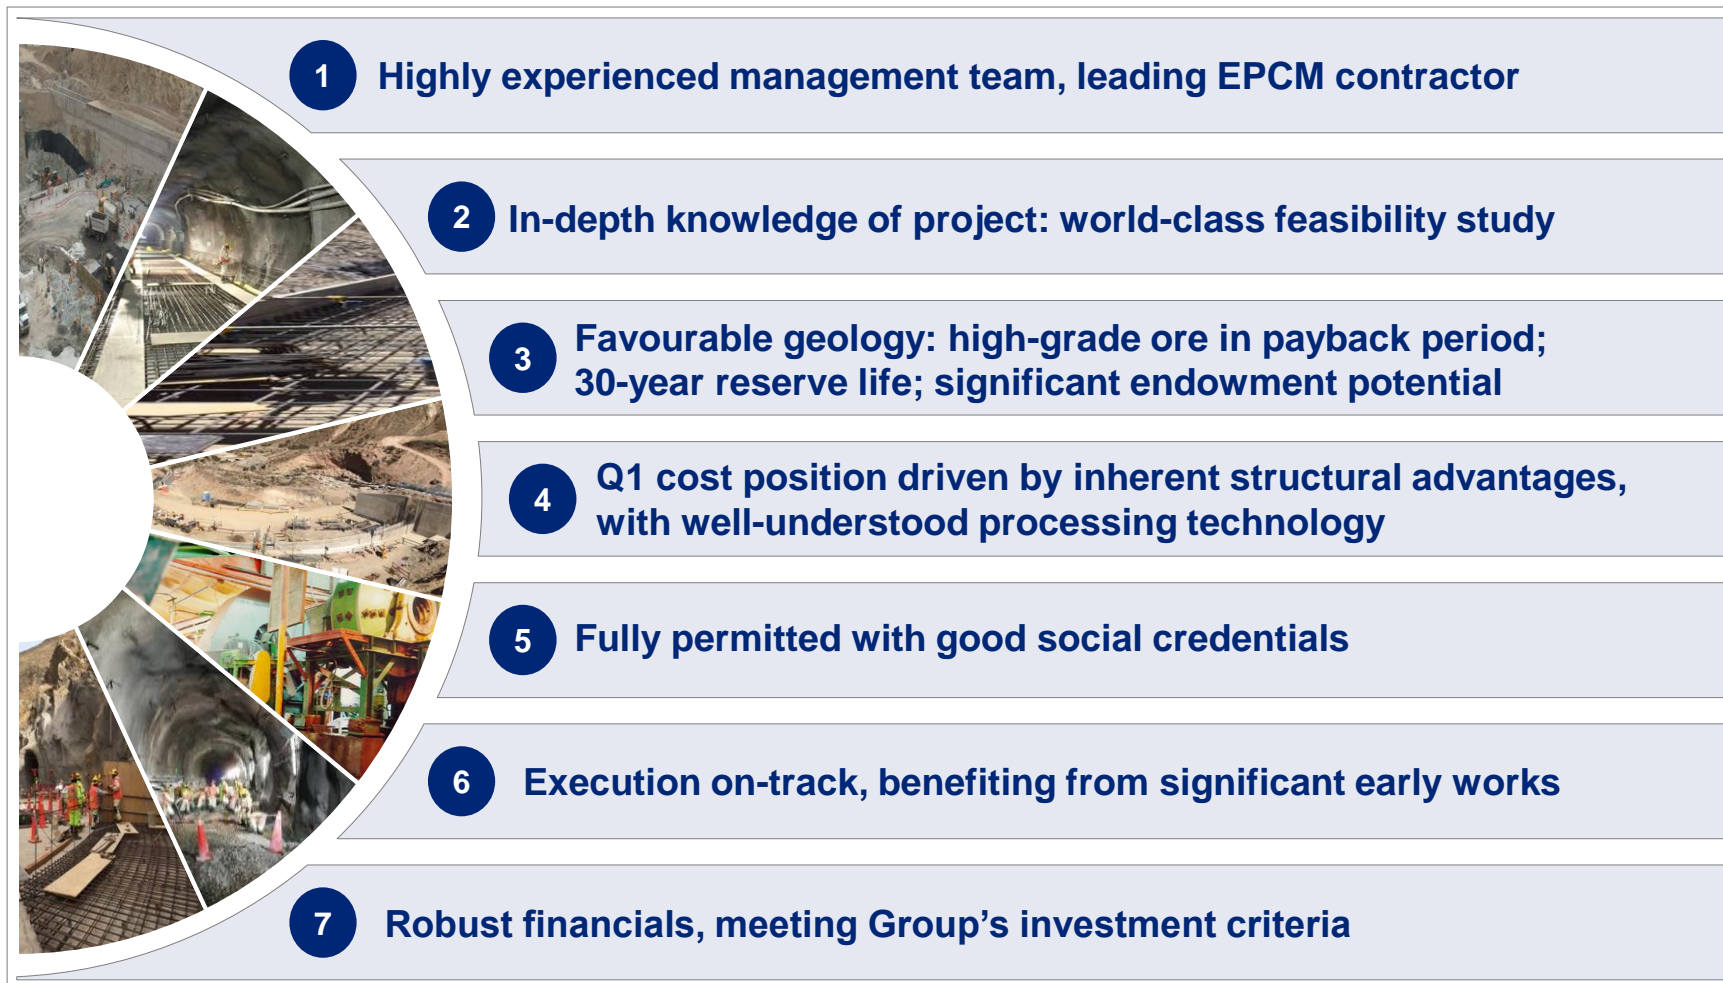 1
Highly experienced management team, leading EPCM contractor
2
In-depth knowledge of project: world-class feasibility study
3
Favourable geology: high-grade ore in payback period;
30-year reserve life; significant endowment potential
4
Q1 cost position driven by inherent structural advantages,
with well-understood processing technology
5
Fully permitted with good social credentials
6
Execution on-track, benefiting from significant early works
7
Robust financials, meeting Group’s investment criteria